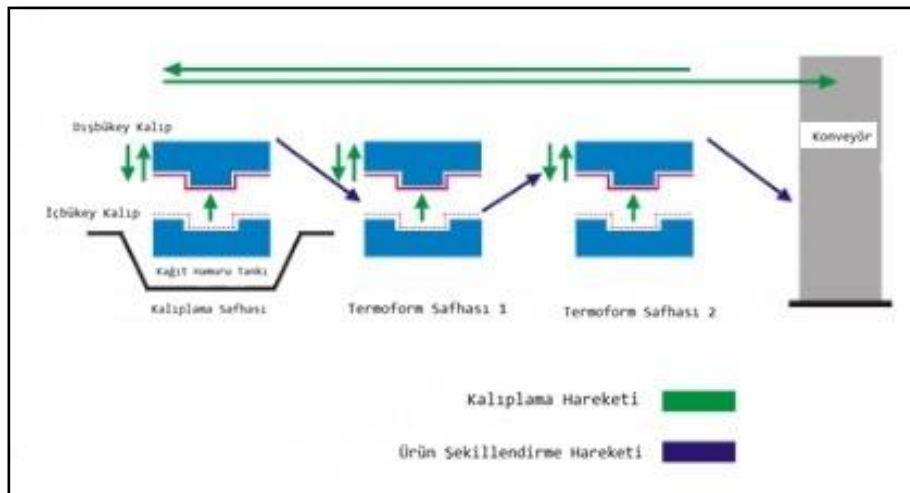 Dışbükey Kalıp
Konveyör
İçbükey Kalıp
Kağıt Hamuru Tankı
Kalıplama Safhası
Termoform Safhası 1
Termoform Safhası 2
Kalıplama Hareketi
Ürün Şekillendirme Hareketi